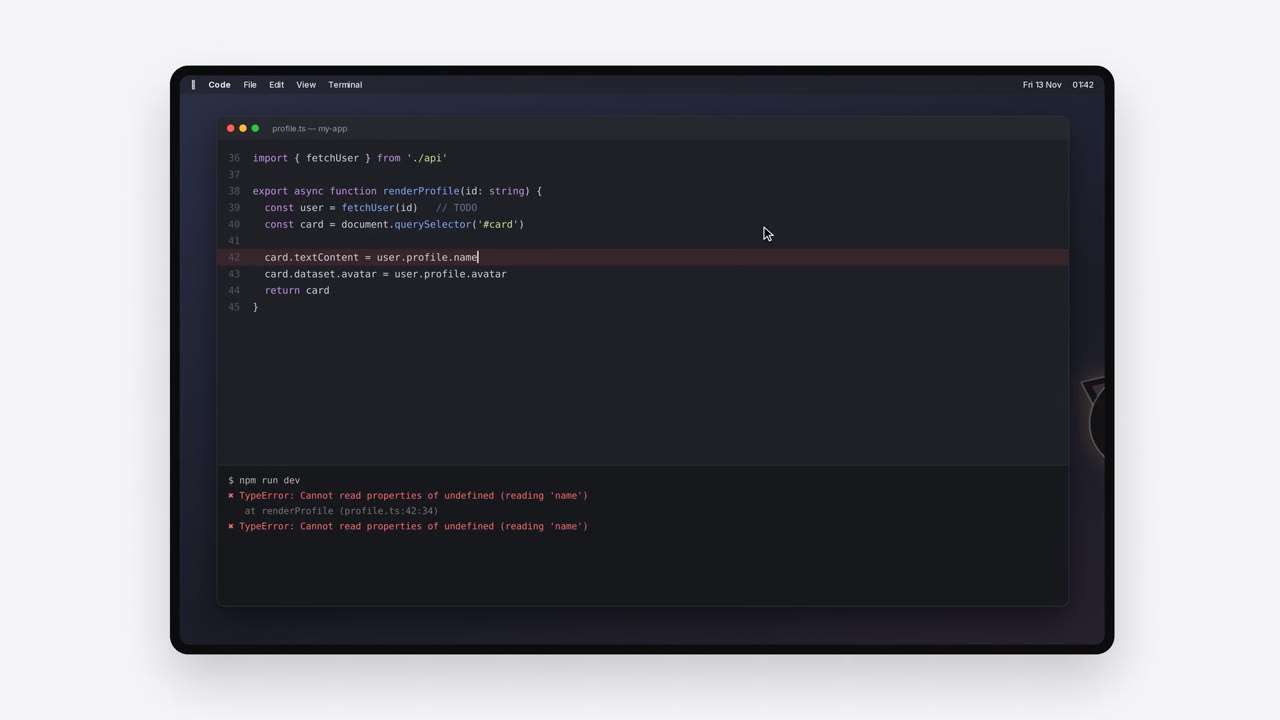 Code File Edit View Terminal Fri 13 Nov 01:42
profile.ts — my-app
36 import { fetchUser } from './api'
37
38 export async function renderProfile(id: string) {
39 const user = fetchUser(id) // TODO
40 const card = document.querySelector('#card')
41
42 card.textContent = user.profile.name
43 card.dataset.avatar = user.profile.avatar
44 return card
45 }
$ npm run dev
✖ TypeError: Cannot read properties of undefined (reading 'name')
at renderProfile (profile.ts:42:34)
✖ TypeError: Cannot read properties of undefined (reading 'name')